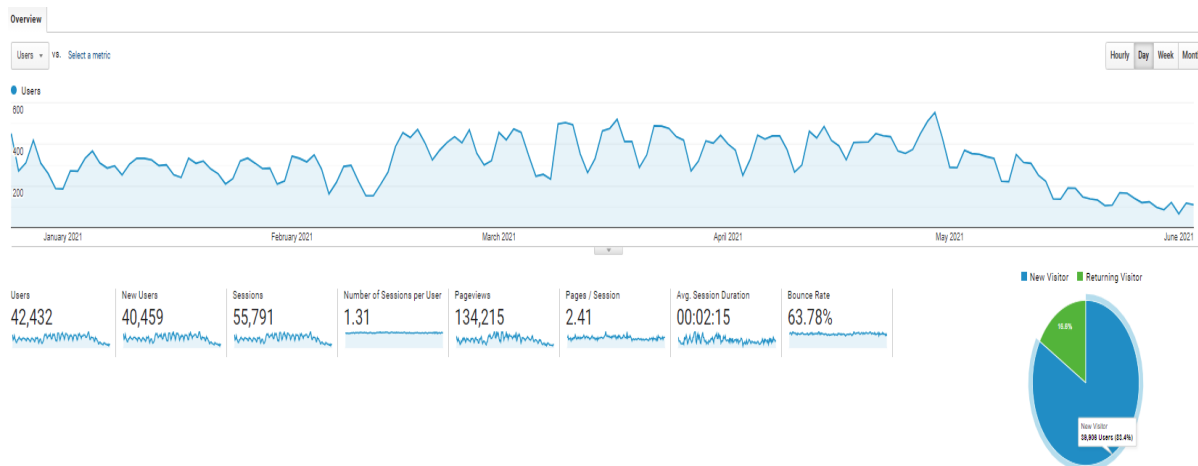 Overview
Users vs. Select a metric
Hourly Day Week Mont
Users
600
400
200
January 2021 February 2021 March 2021 April 2021 May 2021 June 2021
New Visitor Returning Visitor
Users New Users Sessions Number of Sessions per User Pageviews Pages / Session Avg. Session Duration Bounce Rate
42,432 40,459 55,791 1.31 134,215 2.41 00:02:15 63.78%
New Visitor
Users